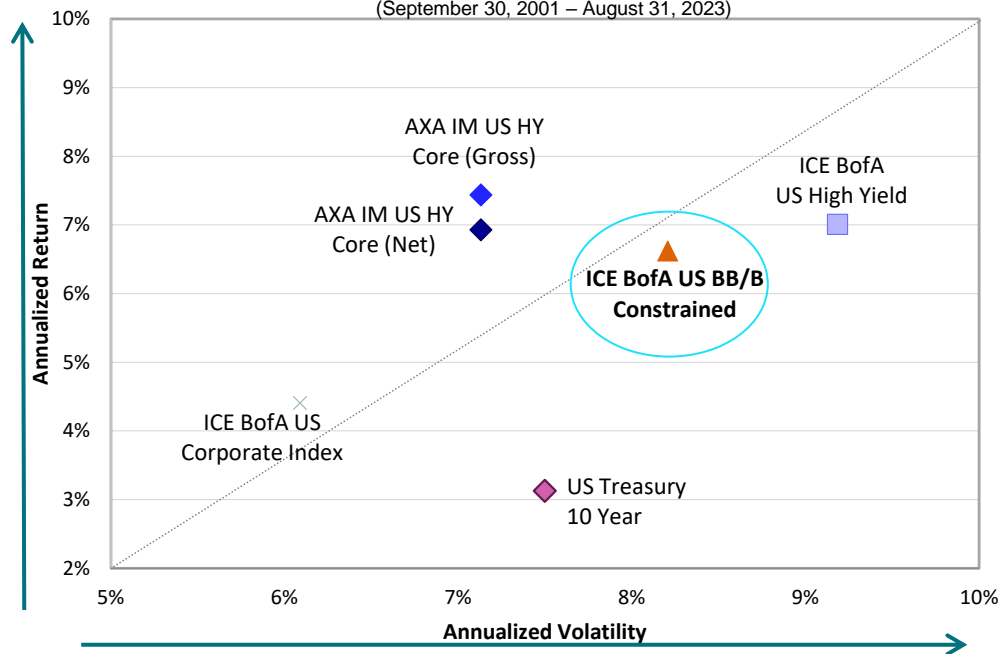 (September 30, 2001 – August 31, 2023)
10%
9%
8%
7%
6%
5%
4%
3%
2%
Annualized Return
AXA IM US HY
Core (Gross)
AXA IM US HY
Core (Net)
ICE BofA
US High Yield
ICE BofA US BB/B
Constrained
ICE BofA US
Corporate Index
US Treasury
10 Year
5%
6%
7%
8%
9%
10%
Annualized Volatility